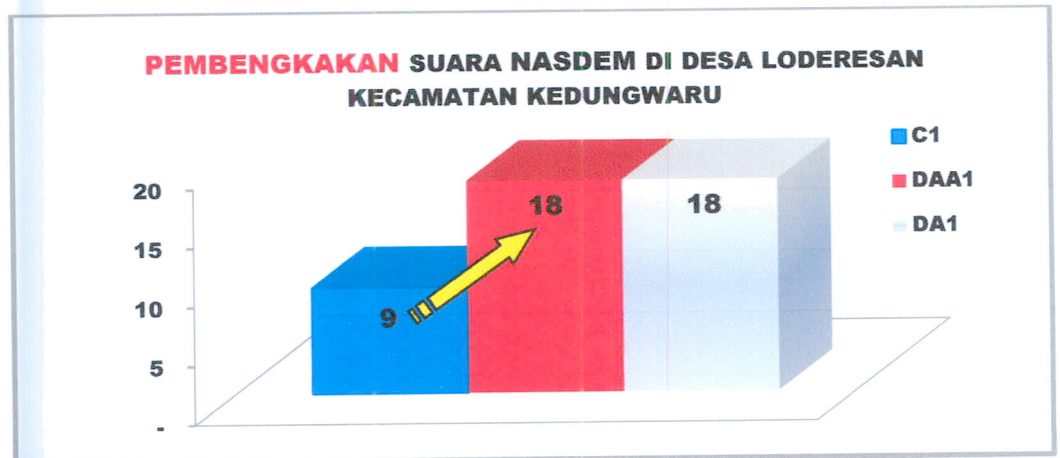 PEMBENGKAKAN SUARA NASDEM DI DESA LODERESAN
KECAMATAN KEDUNGWARU
C1
DAA1
DA1
20
15
10
5
-
9
18
18